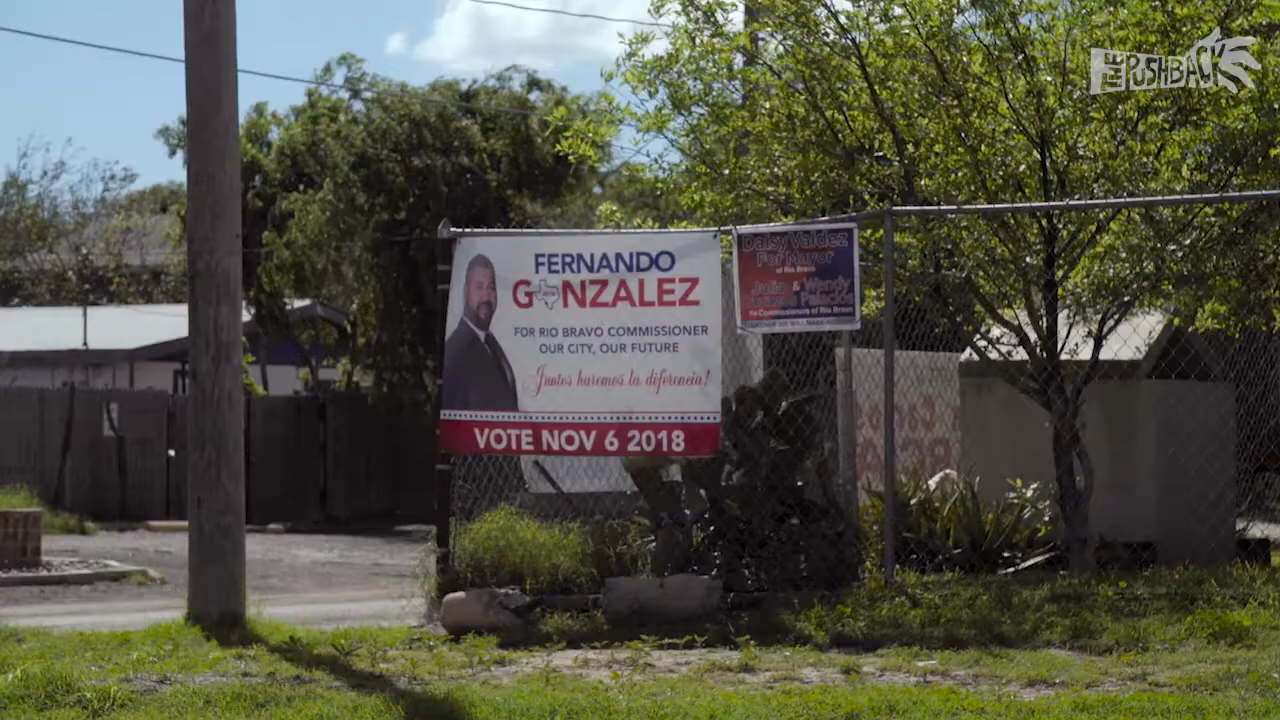 THE PUSHBACK
FERNANDO
GONZALEZ
FOR RIO BRAVO COMMISSIONER
OUR CITY, OUR FUTURE
Juntos haremos la diferencia!
VOTE NOV 6 2018
Daisy Valdez
For Mayor
of Rio Bravo
& Wendy
Palacios
Commissioners of Rio Bravo